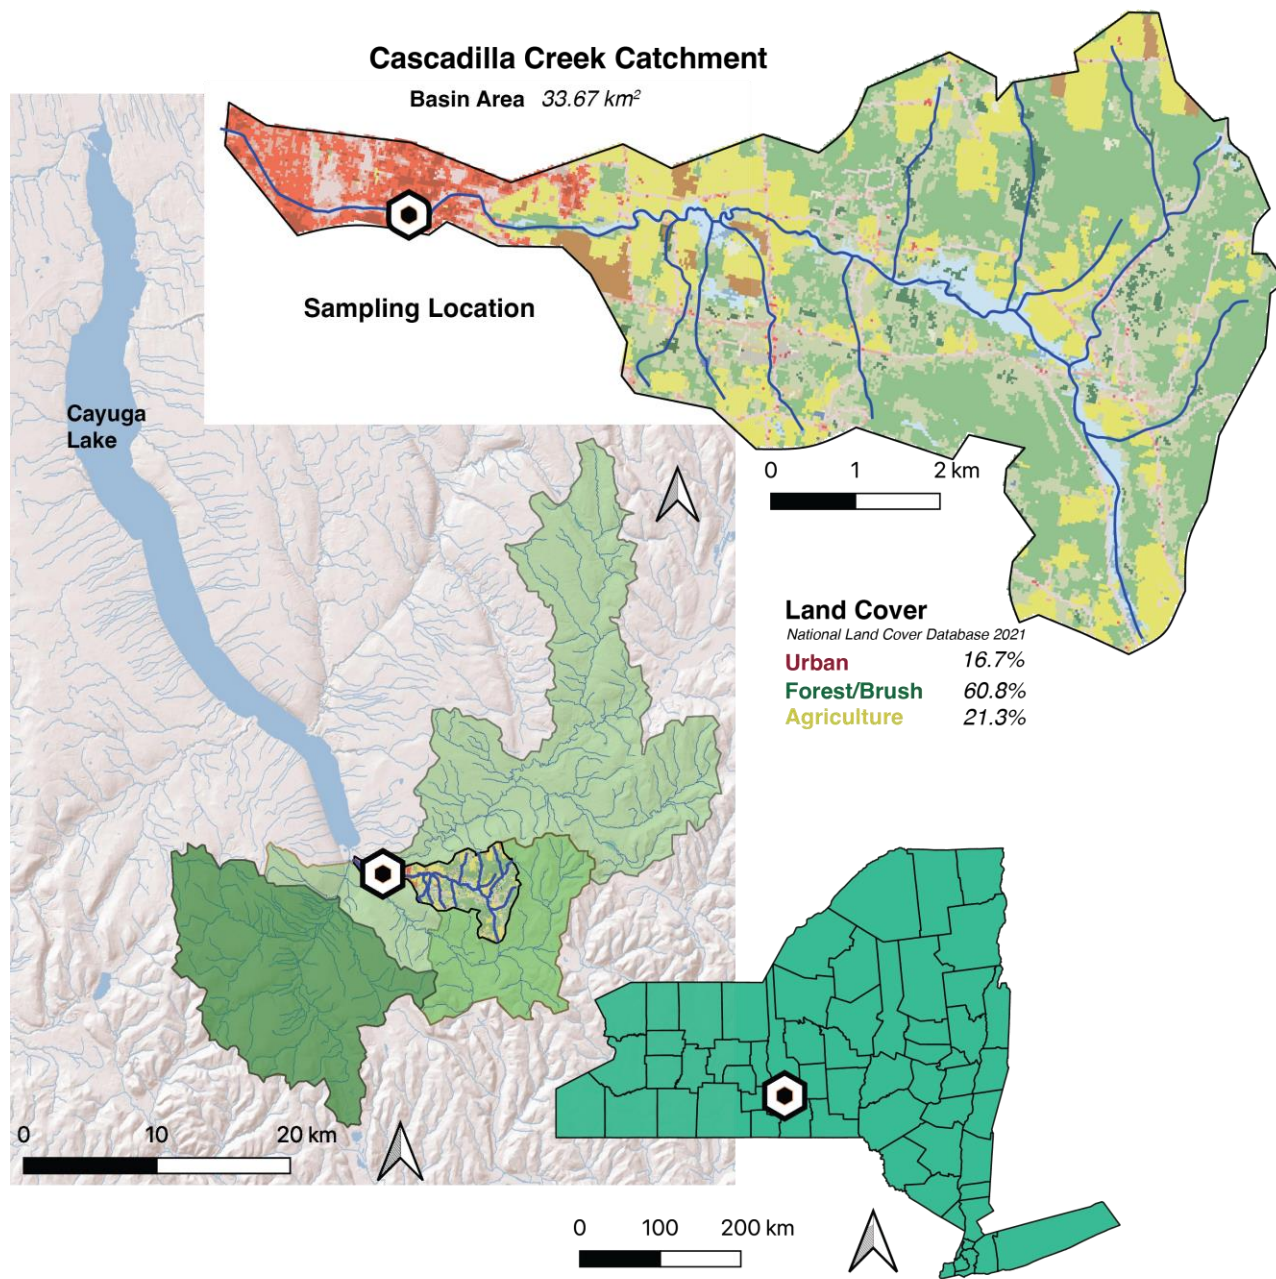 Cascadilla Creek Catchment
Basin Area 33.67 km²
Sampling Location
Cayuga
Lake
0 1 2 km
Land Cover
National Land Cover Database 2021
Urban 16.7%
Forest/Brush 60.8%
Agriculture 21.3%
0 10 20 km
0 100 200 km